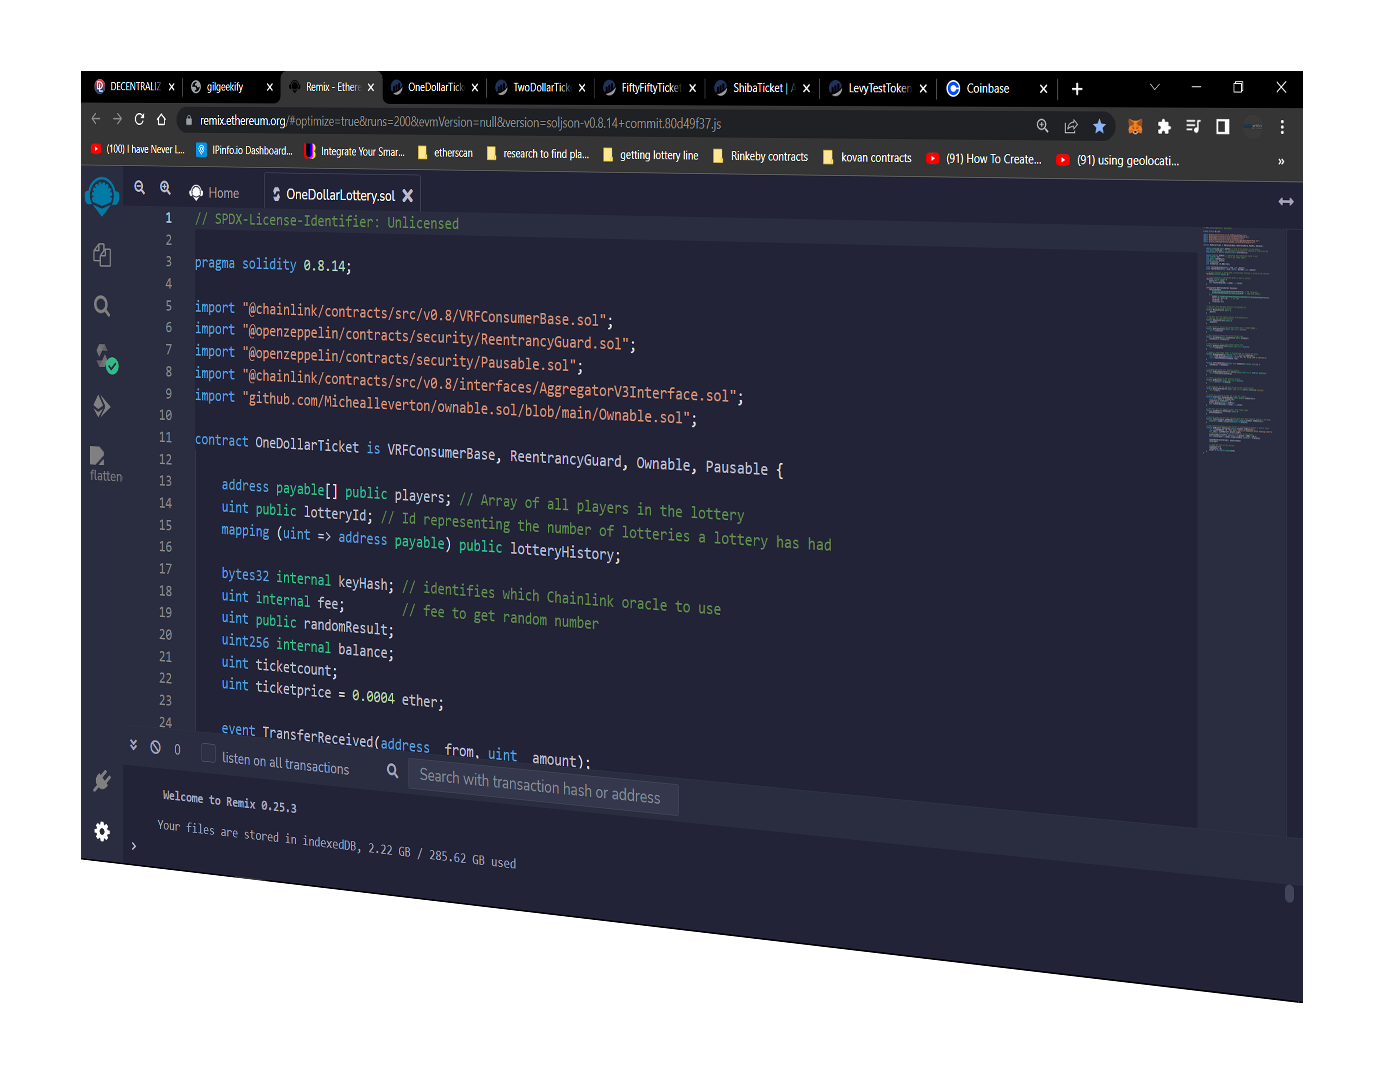 DECENTRALIZ
gilgeekify
Remix - Ethere
OneDollarTick
TwoDollarTick
FiftyFiftyTicket
ShibaTicket | A
LevyTestToken
Coinbase
remix.ethereum.org/#optimize=true&runs=200&evmVersion=null&version=soljson-v0.8.14+commit.80d49f37.js
(100) I have Never L...
IPinfo.io Dashboard...
Integrate Your Smar...
etherscan
research to find pla...
getting lottery line
Rinkeby contracts
kovan contracts
(91) How To Create...
(91) using geolocati...
»
Home
OneDollarLottery.sol
1 // SPDX-License-Identifier: Unlicensed
2
3 pragma solidity 0.8.14;
4
5 import "@chainlink/contracts/src/v0.8/VRFConsumerBase.sol";
6 import "@openzeppelin/contracts/security/ReentrancyGuard.sol";
7 import "@openzeppelin/contracts/security/Pausable.sol";
8 import "@chainlink/contracts/src/v0.8/interfaces/AggregatorV3Interface.sol";
9 import "github.com/Michealleverton/ownable.sol/blob/main/Ownable.sol";
10
11 contract OneDollarTicket is VRFConsumerBase, ReentrancyGuard, Ownable, Pausable {
12
13 address payable[] public players; // Array of all players in the lottery
14 uint public lotteryId; // Id representing the number of lotteries a lottery has had
15 mapping (uint => address payable) public lotteryHistory;
16
17 bytes32 internal keyHash; // identifies which Chainlink oracle to use
18 uint internal fee; // fee to get random number
19 uint public randomResult;
20 uint256 internal balance;
21 uint ticketcount;
22 uint ticketprice = 0.0004 ether;
23
24 event TransferReceived(address _from, uint _amount);
flatten
0
listen on all transactions
Search with transaction hash or address
Welcome to Remix 0.25.3
Your files are stored in indexedDB, 2.22 GB / 285.62 GB used
>